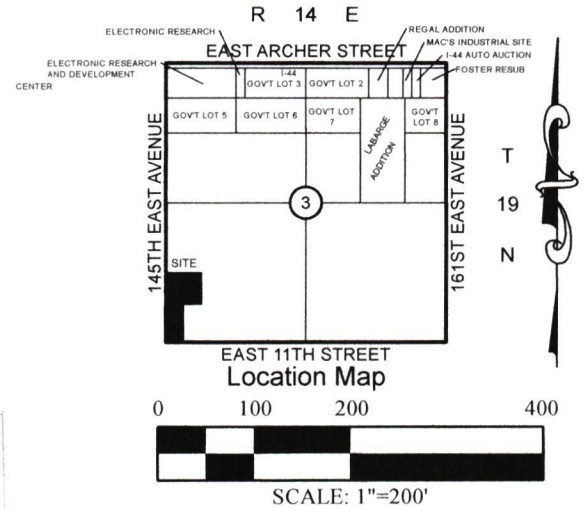 R 14 E
ELECTRONIC RESEARCH
REGAL ADDITION
MAC'S INDUSTRIAL SITE
EAST ARCHER STREET
I-44 AUTO AUCTION
ELECTRONIC RESEARCH
AND DEVELOPMENT
CENTER
FOSTER RESUB
I-44
GOV'T LOT 3
GOV'T LOT 2
GOV'T LOT 5
GOV'T LOT 6
GOV'T LOT
7
LABARGE
ADDITION
GOV'T
LOT 8
145TH EAST AVENUE
161ST EAST AVENUE
T
19
N
3
SITE
EAST 11TH STREET
Location Map
0 100 200 400
SCALE: 1"=200'